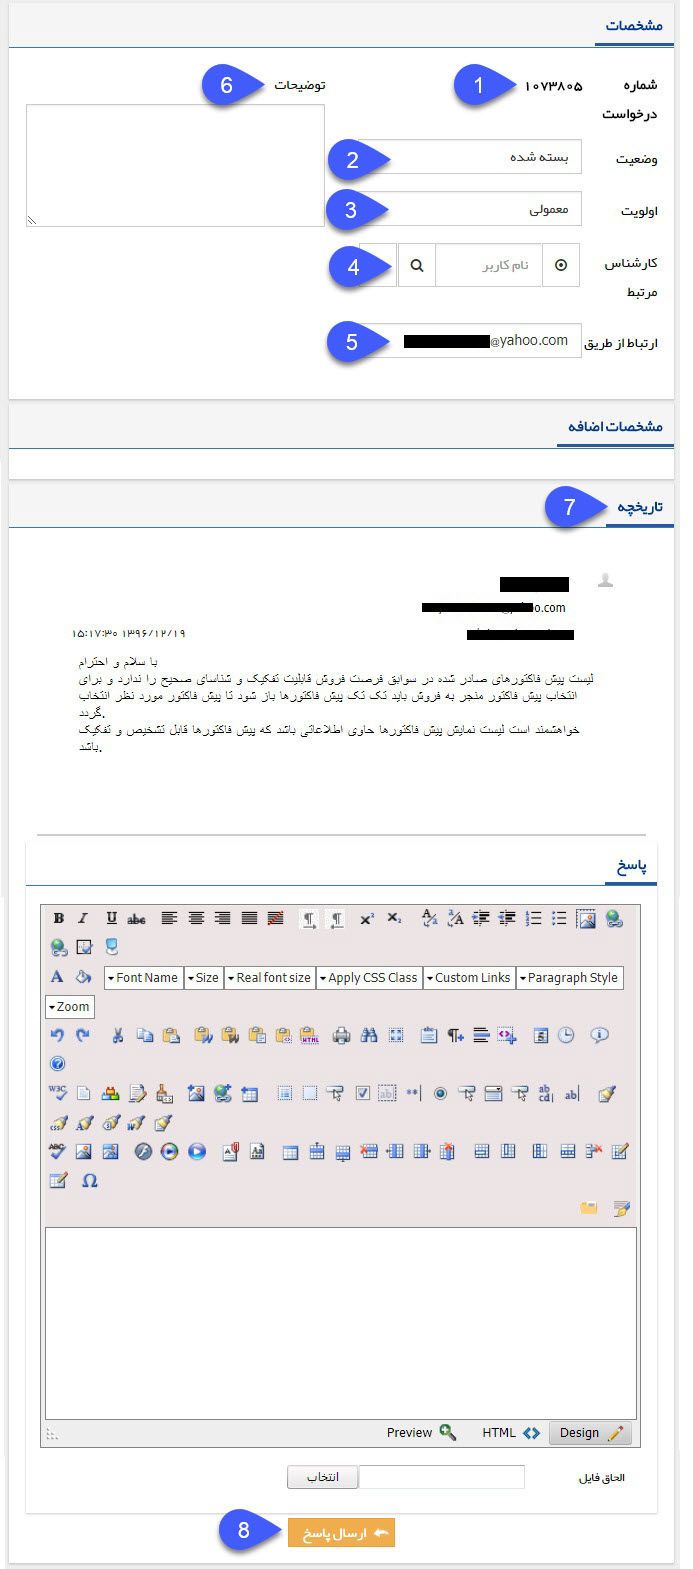 مشخصات
شماره درخواست ۱۰۷۳۸۰۵ 1
توضیحات 6
وضعیت بسته شده 2
اولویت معمولی 3
کارشناس مرتبط نام کاربر 4
ارتباط از طریق @yahoo.com 5
مشخصات اضافه
تاریخچه 7
o.com
۱۳۹۶/۱۲/۱۹ ۱۵:۱۷:۳۰
با سلام و احترام
لیست پیش فاکتورهای صادر شده در سوابق فرصت فروش قابلیت تفکیک و شناسای صحیح را ندارد و برای
انتخاب پیش فاکتور منجر به فروش باید تک تک پیش فاکتورها باز شود تا پیش فاکتور مورد نظر انتخاب
گردد.
خواهشمند است لیست نمایش پیش فاکتورها حاوی اطلاعاتی باشد که پیش فاکتورها قابل تشخیص و تفکیک
باشد.
پاسخ
Font Name Size Real font size Apply CSS Class Custom Links Paragraph Style
Zoom
Preview HTML Design
الحاق فایل انتخاب
ارسال پاسخ 8